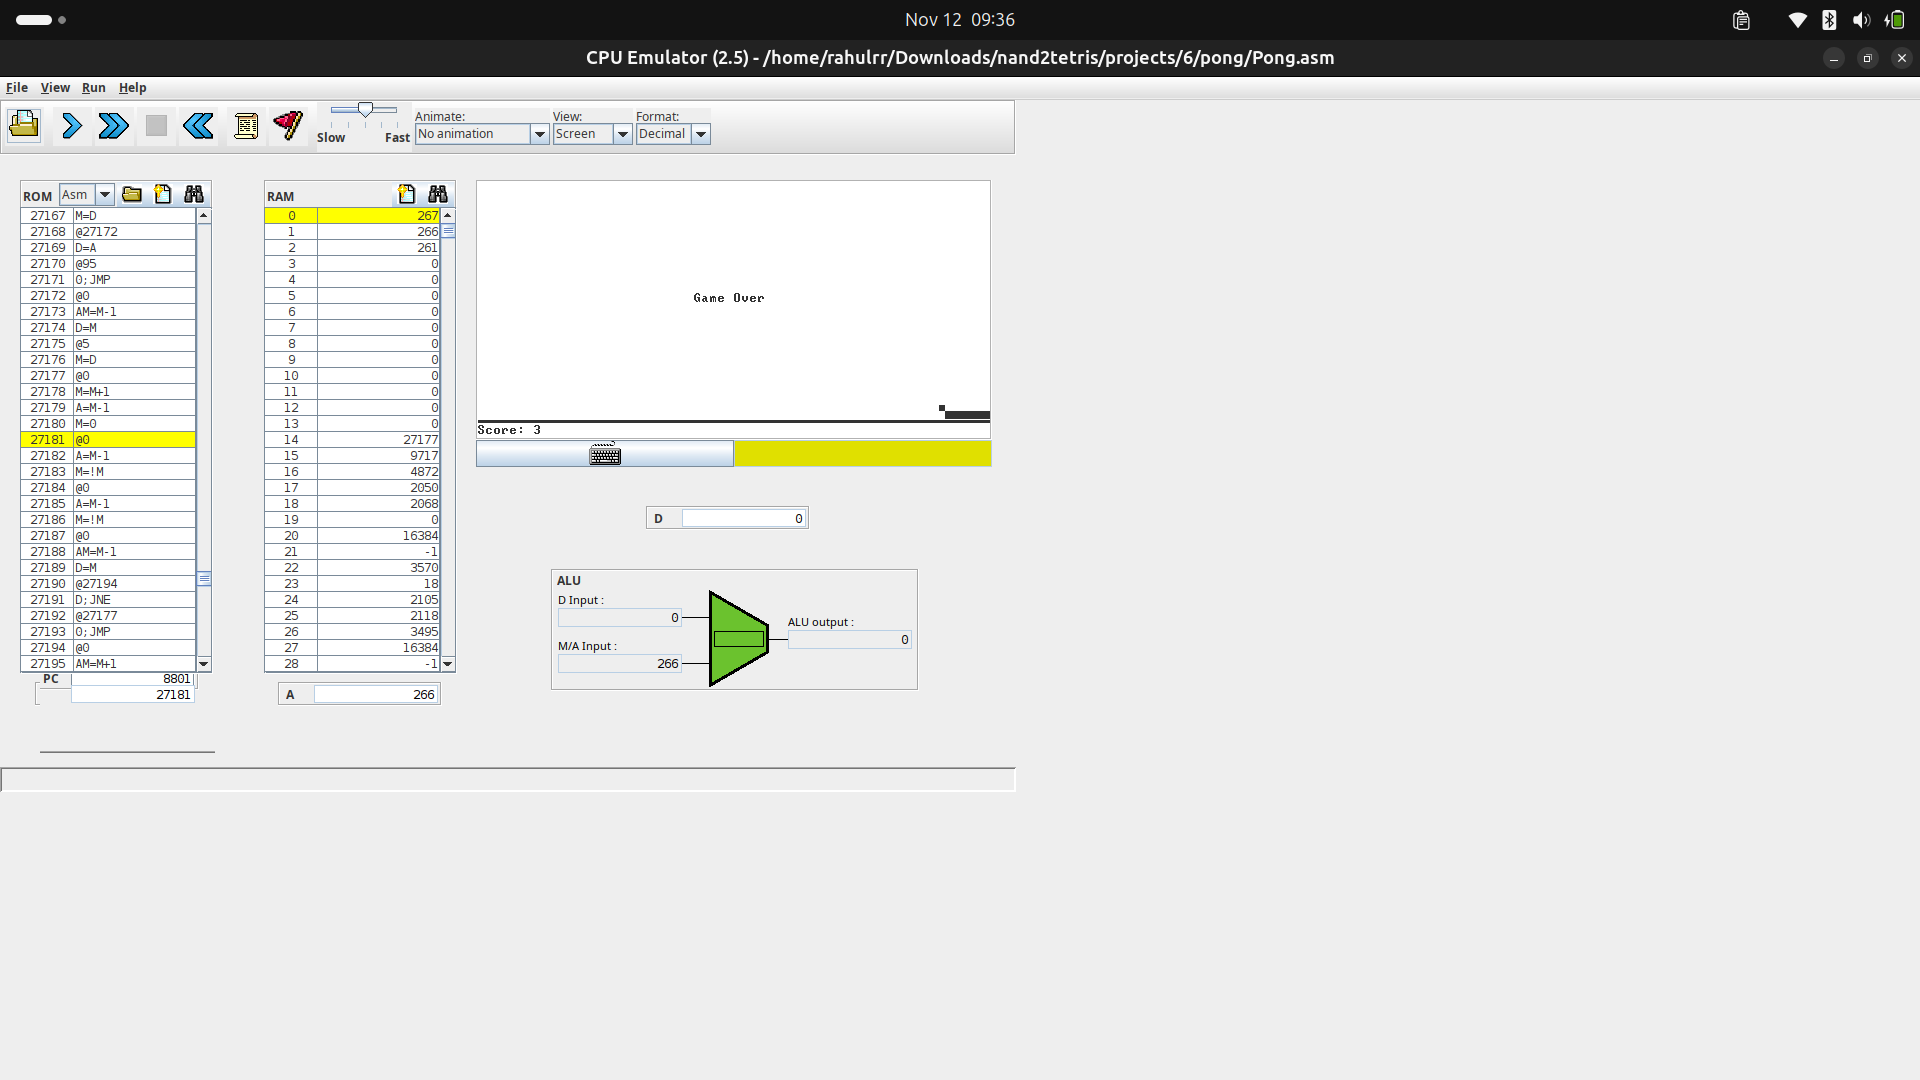 Nov 12 09:36
CPU Emulator (2.5) - /home/rahulrr/Downloads/nand2tetris/projects/6/pong/Pong.asm
File View Run Help
Slow Fast
Animate: View: Format:
No animation Screen Decimal
ROM Asm
27167 M=D
27168 @27172
27169 D=A
27170 @95
27171 0;JMP
27172 @0
27173 AM=M-1
27174 D=M
27175 @5
27176 M=D
27177 @0
27178 M=M+1
27179 A=M-1
27180 M=0
27181 @0
27182 A=M-1
27183 M=!M
27184 @0
27185 A=M-1
27186 M=!M
27187 @0
27188 AM=M-1
27189 D=M
27190 @27194
27191 D;JNE
27192 @27177
27193 0;JMP
27194 @0
27195 AM=M+1
PC 8801
27181
RAM
0 267
1 266
2 261
3 0
4 0
5 0
6 0
7 0
8 0
9 0
10 0
11 0
12 0
13 0
14 27177
15 9717
16 4872
17 2050
18 2068
19 0
20 16384
21 -1
22 3570
23 18
24 2105
25 2118
26 3495
27 16384
28 -1
A 266
Game Over
Score: 3
D 0
ALU
D Input :
0
M/A Input :
266
ALU output :
0